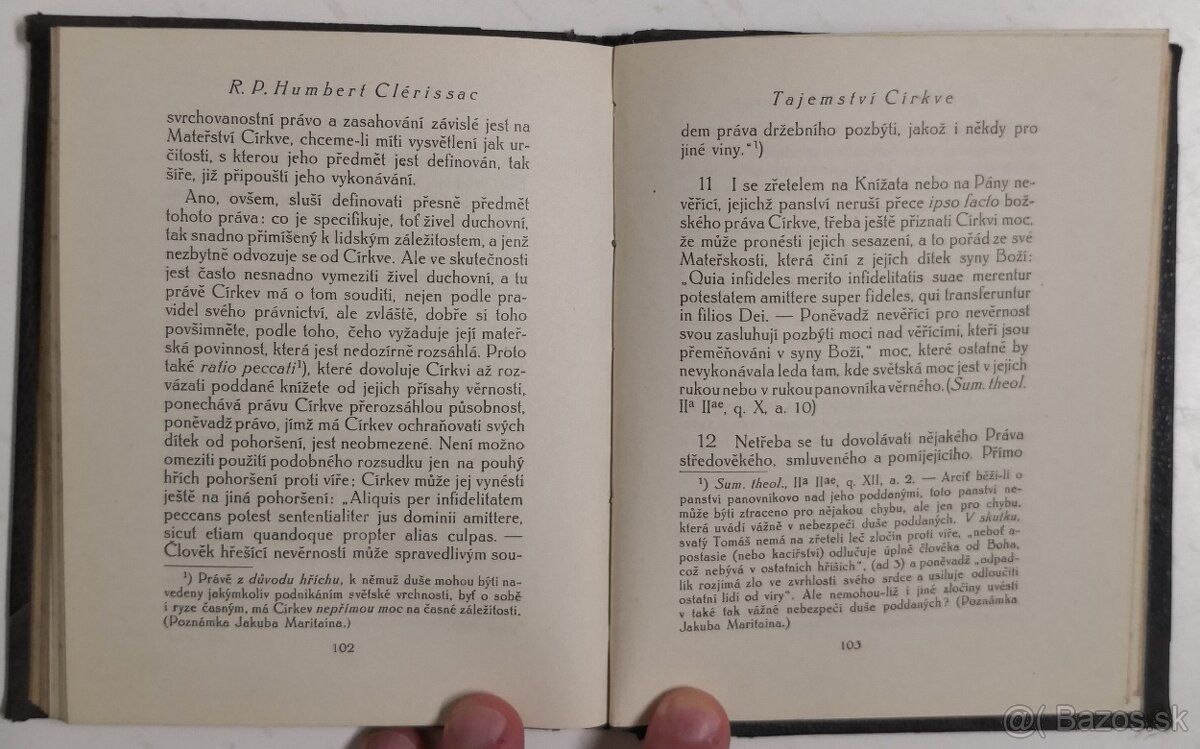 R. P. Humbert Clérissac
svrchovanostní právo a zasahování závislé jest na
Mateřství Církve, chceme-li míti vysvětlení jak ur-
čitosti, s kterou jeho předmět jest definován, tak
šíře, již připouští jeho vykonávání.
Ano, ovšem, sluší definovati přesně předmět
tohoto práva: co je specifikuje, toť živel duchovní,
tak snadno přimíšený k lidským záležitostem, a jenž
nezbytně odvozuje se od Církve. Ale ve skutečnosti
jest často nesnadno vymeziti živel duchovní, a tu
právě Církev má o tom souditi, nejen podle pra-
videl svého právnictví, ale zvláště, dobře si toho
povšimněte, podle toho, čeho vyžaduje její mateř-
ská povinnost, která jest nedozírně rozsáhlá. Proto
také ratio peccati¹), které dovoluje Církvi až roz-
vázati poddané knížete od jejich přísahy věrnosti,
ponechává právu Církve přerozsáhlou působnost,
poněvadž právo, jímž má Církev ochraňovati svých
dítek od pohoršení, jest neobmezené. Není možno
omeziti použití podobného rozsudku jen na pouhý
hřích pohoršení proti víře; Církev může jej vynésti
ještě na jiná pohoršení: „Aliquis per infidelitatem
peccans potest sententialiter jus dominii amittere,
sicut etiam quandoque propter alias culpas. —
Člověk hřešící nevěrností může spravedlivým sou-
¹) Právě z důvodu hříchu, k němuž duše mohou býti na-
vedeny jakýmkoliv podnikáním světské vrchnosti, byť o sobě
i ryze časným, má Církev nepřímou moc na časné záležitosti.
(Poznámka Jakuba Maritaina.)
102
Tajemství Církve
dem práva držebního pozbýti, jakož i někdy pro
jiné viny.“¹)
11 I se zřetelem na Knížata nebo na Pány ne-
věřící, jejichž panství neruší přece ipso facto bož-
ského práva Církve, třeba ještě přiznati Církvi moc,
že může pronésti jejich sesazení, a to pořád ze své
Mateřskosti, která činí z jejích dítek syny Boží:
„Quia infideles merito infidelitatis suae merentur
potestatem amittere super fideles, qui transferuntur
in filios Dei. — Poněvadž nevěřící pro nevěrnost
svou zasluhují pozbýti moci nad věřícími, kteří jsou
přeměňováni v syny Boží,“ moc, které ostatně by
nevykonávala leda tam, kde světská moc jest v jejich
rukou nebo v rukou panovníka věrného. (Sum. theol.
IIª IIªᵉ, q. X, a. 10)
12 Netřeba se tu dovolávati nějakého Práva
středověkého, smluveného a pomíjejícího. Přímo
¹) Sum. theol., IIª IIªᵉ, q. XII, a. 2. — Arciť běží-li o
panství panovníkovo nad jeho poddanými, toto panství ne-
může býti ztraceno pro nějakou chybu, ale jen pro chybu,
která uvádí vážně v nebezpečí duše poddaných. V skutku,
svatý Tomáš nemá na zřeteli leč zločin proti víře, „neboť a-
postasie (nebo kacířství) odlučuje úplně člověka od Boha,
což nebývá v ostatních hříších“, (ad 3) a poněvadž „odpad-
lík rozjímá zlo ve zvrhlosti svého srdce a usiluje odloučiti
ostatní lidi od víry“. Ale nemohou-liž i jiné zločiny uvésti
v také tak vážné nebezpečí duše poddaných? (Poznámka
Jakuba Maritaina.)
103
@( Bazos.sk